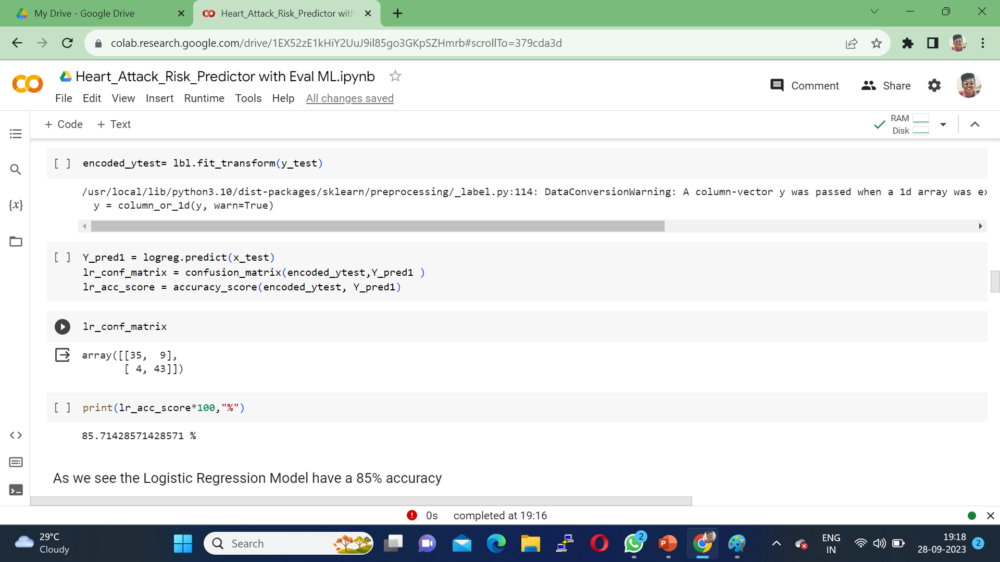 My Drive - Google Drive
Heart_Attack_Risk_Predictor with
colab.research.google.com/drive/1EX52zE1kHiY2UuJ9il85go3GKpSZHmrb#scrollTo=379cda3d
Heart_Attack_Risk_Predictor with Eval ML.ipynb
Comment
Share
File Edit View Insert Runtime Tools Help All changes saved
+ Code + Text
RAM
Disk
[ ] encoded_ytest= lbl.fit_transform(y_test)
/usr/local/lib/python3.10/dist-packages/sklearn/preprocessing/_label.py:114: DataConversionWarning: A column-vector y was passed when a 1d array was ex
y = column_or_1d(y, warn=True)
{x}
[ ] Y_pred1 = logreg.predict(x_test)
lr_conf_matrix = confusion_matrix(encoded_ytest,Y_pred1 )
lr_acc_score = accuracy_score(encoded_ytest, Y_pred1)
lr_conf_matrix
array([[35,  9],
[ 4, 43]])
[ ] print(lr_acc_score*100,"%")
85.71428571428571 %
As we see the Logistic Regression Model have a 85% accuracy
0s completed at 19:16
29°C
Cloudy
Search
2
ENG
IN
19:18
28-09-2023
2